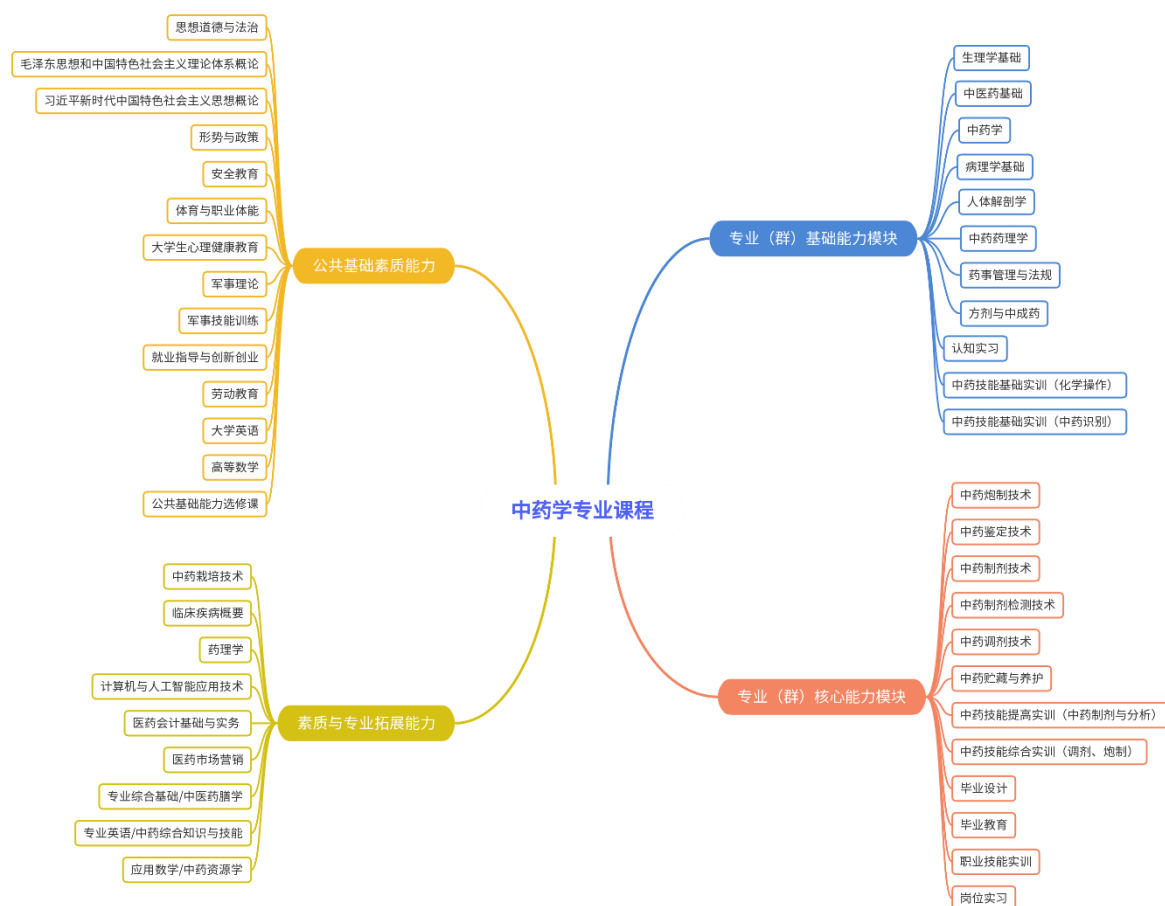 中药学专业课程
公共基础素质能力
思想道德与法治
毛泽东思想和中国特色社会主义理论体系概论
习近平新时代中国特色社会主义思想概论
形势与政策
安全教育
体育与职业体能
大学生心理健康教育
军事理论
军事技能训练
就业指导与创新创业
劳动教育
大学英语
高等数学
公共基础能力选修课
素质与专业拓展能力
中药栽培技术
临床疾病概要
药理学
计算机与人工智能应用技术
医药会计基础与实务
医药市场营销
专业综合基础/中医药膳学
专业英语/中药综合知识与技能
应用数学/中药资源学
专业（群）基础能力模块
生理学基础
中医药基础
中药学
病理学基础
人体解剖学
中药药理学
药事管理与法规
方剂与中成药
认知实习
中药技能基础实训（化学操作）
中药技能基础实训（中药识别）
专业（群）核心能力模块
中药炮制技术
中药鉴定技术
中药制剂技术
中药制剂检测技术
中药调剂技术
中药贮藏与养护
中药技能提高实训（中药制剂与分析）
中药技能综合实训（调剂、炮制）
毕业设计
毕业教育
职业技能实训
岗位实习